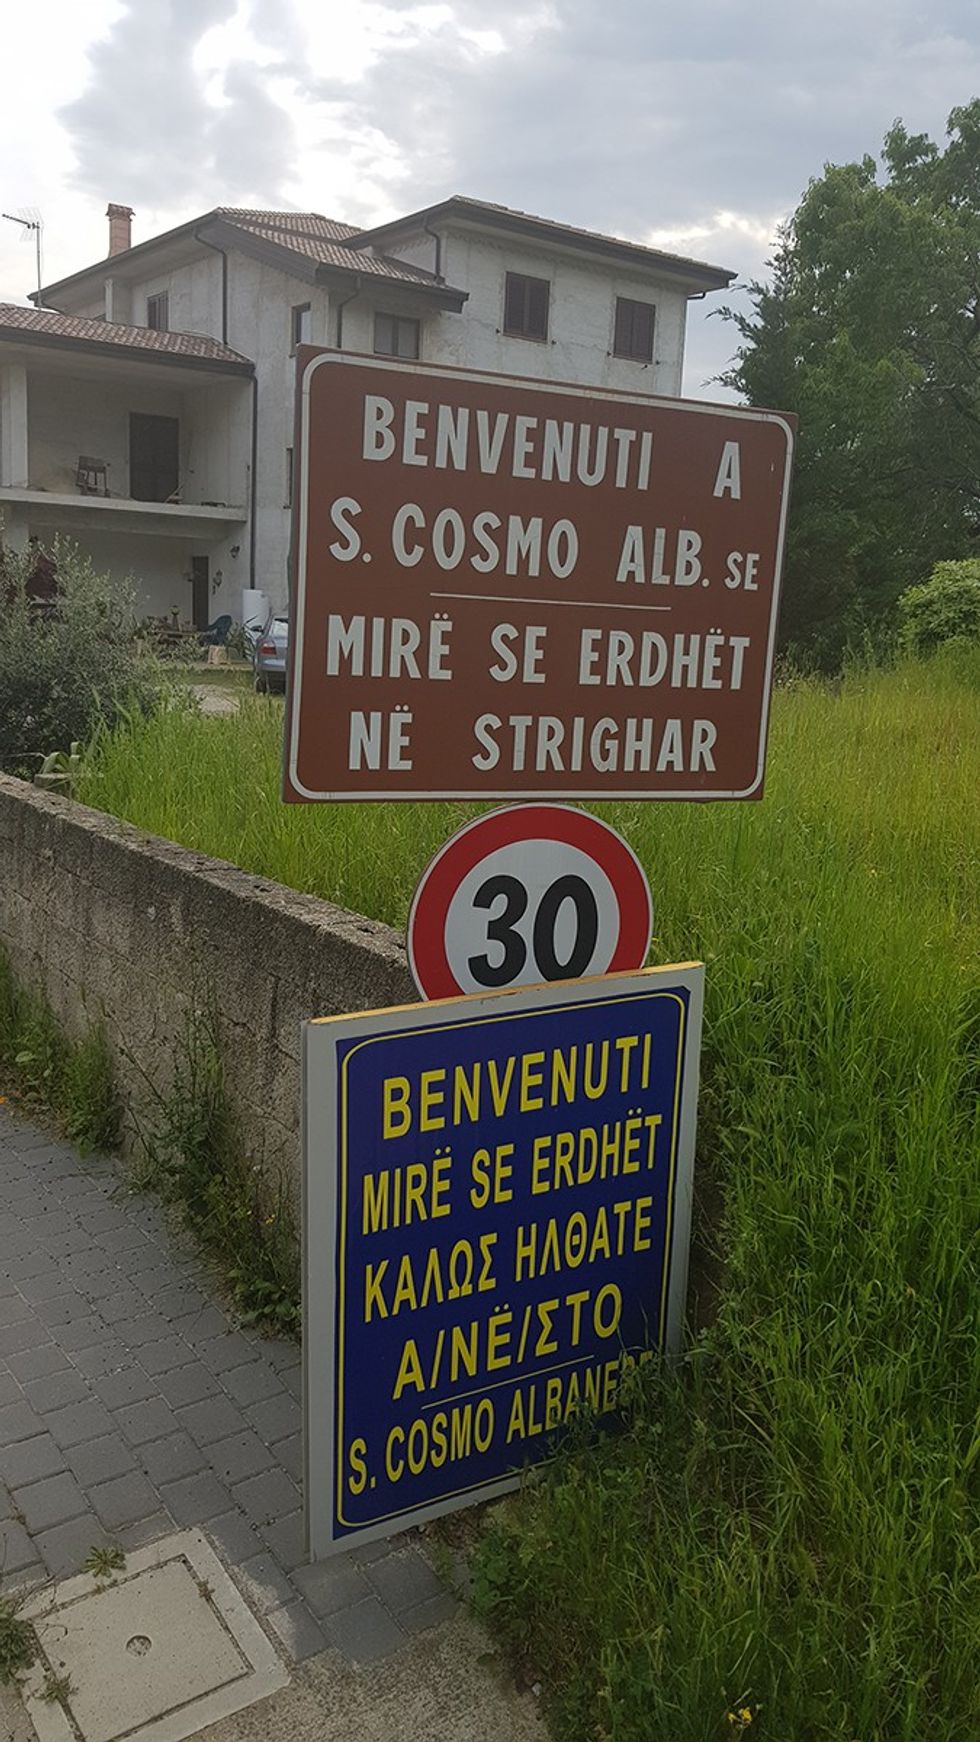 BENVENUTI A
S. COSMO ALB. SE
MIRË SE ERDHËT
NË STRIGHAR
30
BENVENUTI
MIRË SE ERDHËT
ΚΑΛΩΣ ΗΛΘΑΤΕ
A/NË/ΣΤΟ
S. COSMO